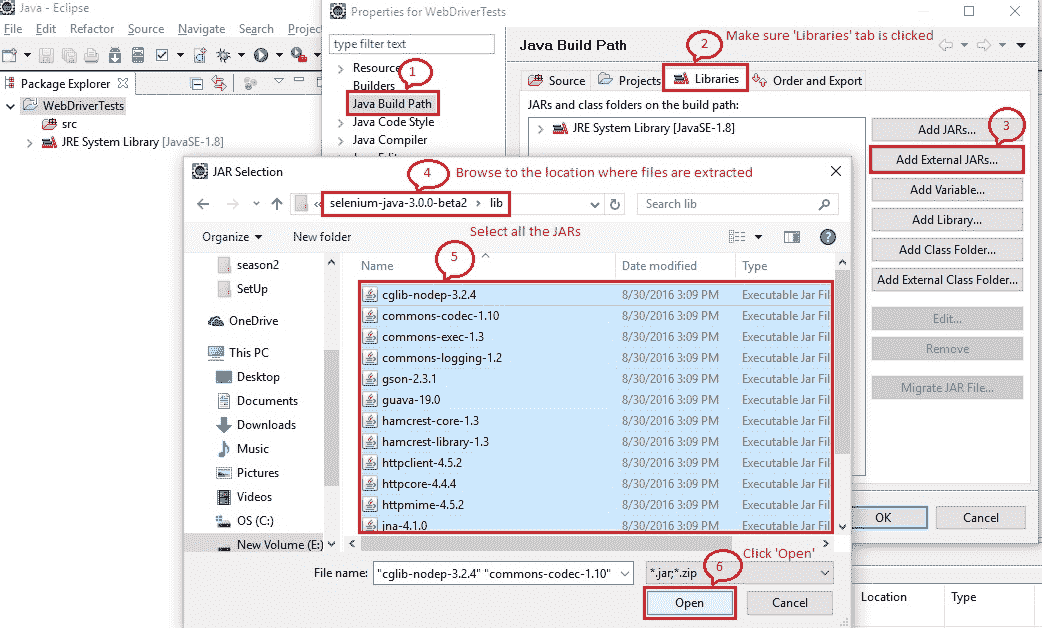 Java - Eclipse
File Edit Refactor Source Navigate Search Projec
Package Explorer
WebDriverTests
src
JRE System Library [JavaSE-1.8]
Properties for WebDriverTests
type filter text
Resource
Builders
Java Build Path
Java Code Style
Java Compiler
1
Java Build Path
2
Make sure 'Libraries' tab is clicked
Source Projects Libraries Order and Export
JARs and class folders on the build path:
JRE System Library [JavaSE-1.8]
3
Add JARs...
Add External JARs...
Add Variable...
Add Library...
Add Class Folder...
Add External Class Folder...
Edit...
Remove
Migrate JAR File...
OK Cancel
JAR Selection
4
Browse to the location where files are extracted
« selenium-java-3.0.0-beta2 › lib
Search lib
Organize New folder
Select all the JARs
5
season2
SetUp
OneDrive
This PC
Desktop
Documents
Downloads
Music
Pictures
Videos
OS (C:)
New Volume (E:)
Name Date modified Type
cglib-nodep-3.2.4 8/30/2016 3:09 PM Executable Jar Fil
commons-codec-1.10 8/30/2016 3:09 PM Executable Jar Fil
commons-exec-1.3 8/30/2016 3:09 PM Executable Jar Fil
commons-logging-1.2 8/30/2016 3:09 PM Executable Jar Fil
gson-2.3.1 8/30/2016 3:09 PM Executable Jar Fil
guava-19.0 8/30/2016 3:09 PM Executable Jar Fil
hamcrest-core-1.3 8/30/2016 3:09 PM Executable Jar Fil
hamcrest-library-1.3 8/30/2016 3:09 PM Executable Jar Fil
httpclient-4.5.2 8/30/2016 3:09 PM Executable Jar Fil
httpcore-4.4.4 8/30/2016 3:09 PM Executable Jar Fil
httpmime-4.5.2 8/30/2016 3:09 PM Executable Jar Fil
jna-4.1.0 8/30/2016 3:09 PM Executable Jar Fil
Click 'Open'
6
File name: "cglib-nodep-3.2.4" "commons-codec-1.10" *.jar;*.zip
Open Cancel
Location Type